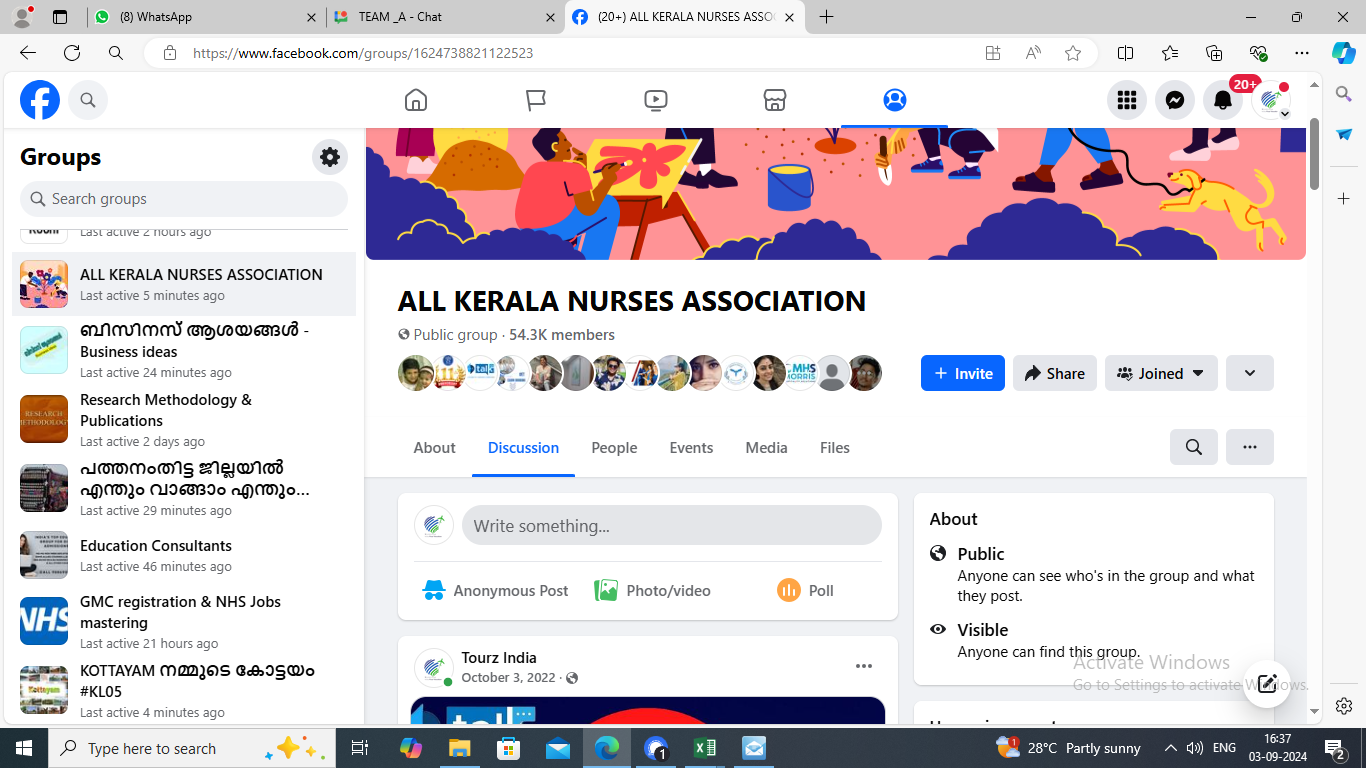 (8) WhatsApp
TEAM _A - Chat
(20+) ALL KERALA NURSES ASSOC
https://www.facebook.com/groups/1624738821122523
20+
Groups
Search groups
Last active 2 hours ago
ALL KERALA NURSES ASSOCIATION
Last active 5 minutes ago
ബിസിനസ് ആശയങ്ങൾ -
Business ideas
Last active 24 minutes ago
RESEARCH
METHODOLOGY
Research Methodology &
Publications
Last active 2 days ago
പത്തനംതിട്ട ജില്ലയിൽ
എന്തും വാങ്ങാം എന്തും...
Last active 29 minutes ago
Education Consultants
Last active 46 minutes ago
NHS
GMC registration & NHS Jobs
mastering
Last active 21 hours ago
Kottayam
KOTTAYAM നമ്മുടെ കോട്ടയം
#KL05
Last active 4 minutes ago
ALL KERALA NURSES ASSOCIATION
Public group · 54.3K members
Invite
Share
Joined
About
Discussion
People
Events
Media
Files
Write something...
Anonymous Post
Photo/video
Poll
Tourz India
October 3, 2022 ·
talk
About
Public
Anyone can see who's in the group and what
they post.
Visible
Anyone can find this group.
Activate Windows
Go to Settings to activate Windows.
Type here to search
1
1
28°C Partly sunny
ENG
16:37
03-09-2024
2